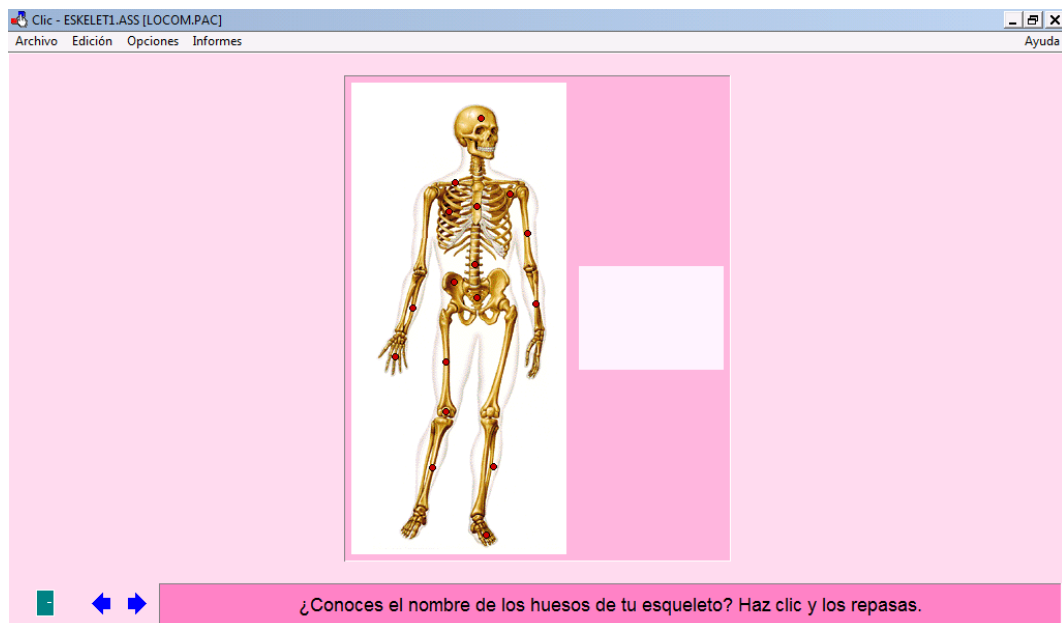 Clic - ESKELET1.ASS [LOCOM.PAC]
Archivo Edición Opciones Informes Ayuda
¿Conoces el nombre de los huesos de tu esqueleto? Haz clic y los repasas.